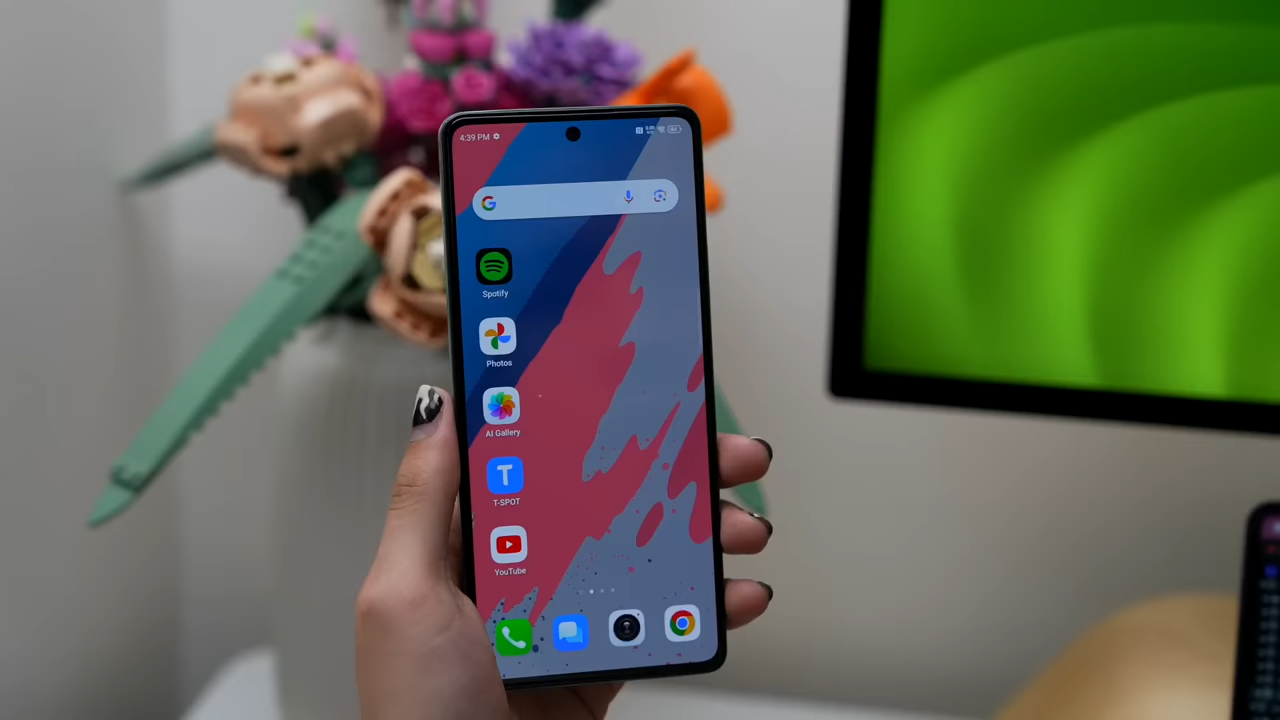 4:39 PM
Spotify
Photos
AI Gallery
T
T-SPOT
YouTube